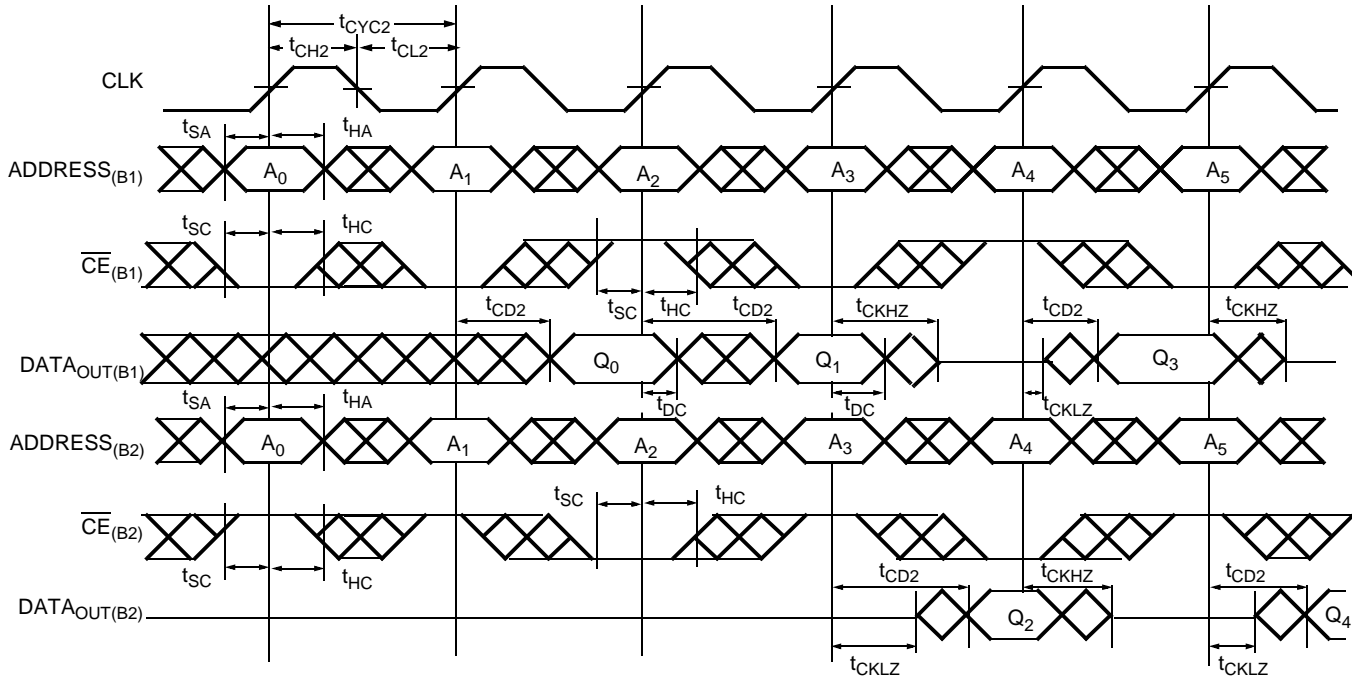 tCYC2
tCH2 tCL2
CLK
tSA tHA
ADDRESS(B1) A0 A1 A2 A3 A4 A5
tSC tHC
CE(B1)
tCD2 tSC tHC tCD2 tCKHZ tCD2 tCKHZ
DATAOUT(B1) Q0 Q1 Q3
tSA tHA tDC tDC tCKLZ
ADDRESS(B2) A0 A1 A2 A3 A4 A5
tSC tHC
CE(B2)
tSC tHC tCD2 tCKHZ tCD2
DATAOUT(B2) Q2 Q4
tCKLZ tCKLZ